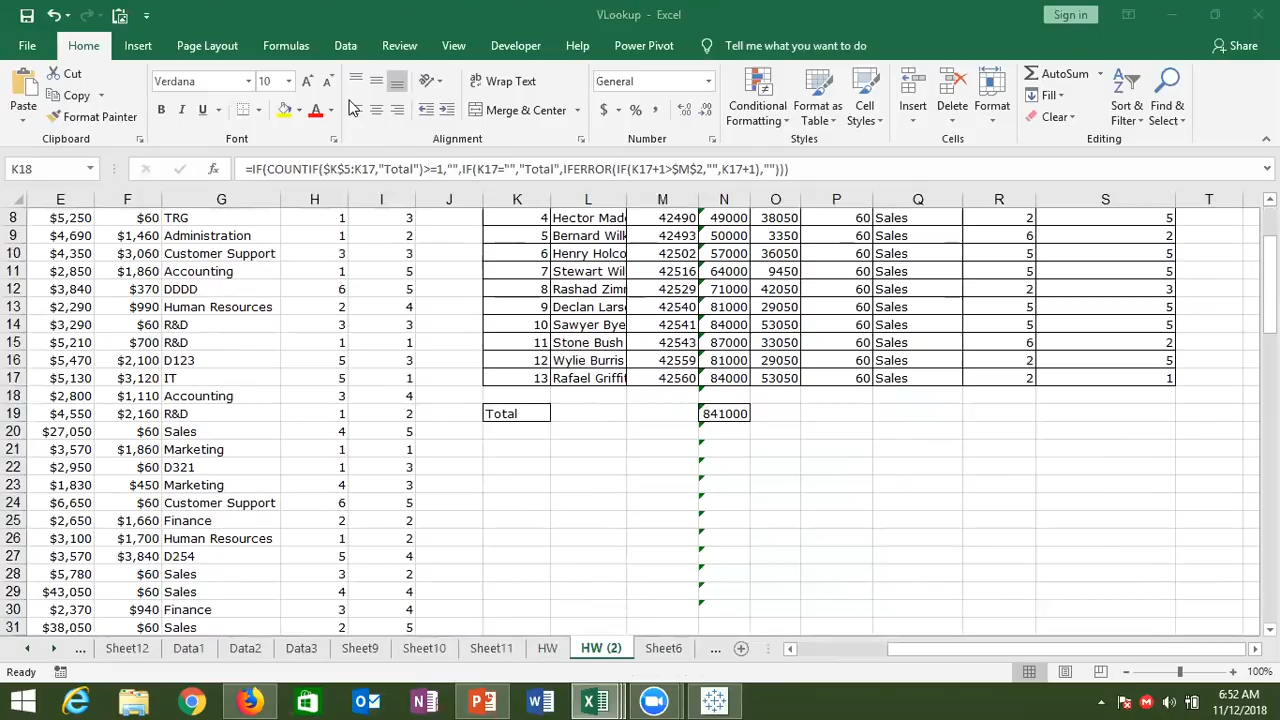 VLookup - Excel
Sign in
File Home Insert Page Layout Formulas Data Review View Developer Help Power Pivot Tell me what you want to do Share
Paste Cut Copy Format Painter Clipboard
Verdana 10 B I U A Font
Wrap Text Merge & Center Alignment
General $ % , Number
Conditional Formatting Format as Table Cell Styles Styles
Insert Delete Format Cells
AutoSum Fill Clear Sort & Filter Find & Select Editing
K18 fx =IF(COUNTIF($K$5:K17,"Total")>=1,"",IF(K17="","Total",IFERROR(IF(K17+1>$M$2,"",K17+1),"")))
E F G H I J K L M N O P Q R S T
8 $5,250 $60 TRG 1 3 4 Hector Made 42490 49000 38050 60 Sales 2 5
9 $4,690 $1,460 Administration 1 2 5 Bernard Wilk 42493 50000 3350 60 Sales 6 2
10 $4,350 $3,060 Customer Support 3 3 6 Henry Holco 42502 57000 36050 60 Sales 5 5
11 $2,850 $1,860 Accounting 1 5 7 Stewart Wil 42516 64000 9450 60 Sales 5 5
12 $3,840 $370 DDDD 6 5 8 Rashad Zimr 42529 71000 42050 60 Sales 2 3
13 $2,290 $990 Human Resources 2 4 9 Declan Lars 42540 81000 29050 60 Sales 5 5
14 $3,290 $60 R&D 3 3 10 Sawyer Bye 42541 84000 53050 60 Sales 5 5
15 $5,210 $700 R&D 1 1 11 Stone Bush 42543 87000 33050 60 Sales 6 2
16 $5,470 $2,100 D123 5 3 12 Wylie Burris 42559 81000 29050 60 Sales 2 5
17 $5,130 $3,120 IT 5 1 13 Rafael Griffit 42560 84000 53050 60 Sales 2 1
18 $2,800 $1,110 Accounting 3 4
19 $4,550 $2,160 R&D 1 2 Total 841000
20 $27,050 $60 Sales 4 5
21 $3,570 $1,860 Marketing 1 1
22 $2,950 $60 D321 1 3
23 $1,830 $450 Marketing 4 3
24 $6,650 $60 Customer Support 6 5
25 $2,650 $1,660 Finance 2 2
26 $3,100 $1,700 Human Resources 2 2
27 $3,570 $3,840 D254 5 4
28 $5,780 $60 Sales 3 2
29 $43,050 $60 Sales 4 4
30 $2,370 $940 Finance 3 4
31 $38,050 $60 Sales 2 5
... Sheet12 Data1 Data2 Data3 Sheet9 Sheet10 Sheet11 HW HW (2) Sheet6 ...
Ready 100%
6:52 AM
11/12/2018